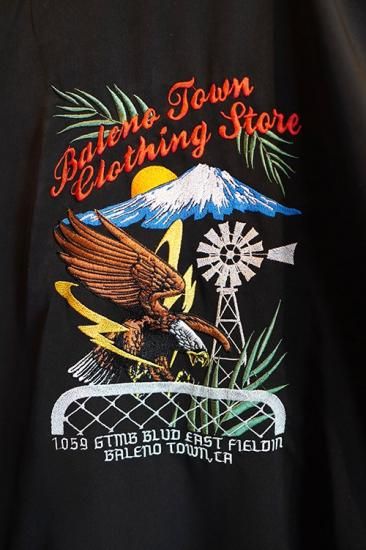 Baleno Town
Clothing Store
1059 GTMB BLVD EAST FIELDIN
BALENO TOWN, CA